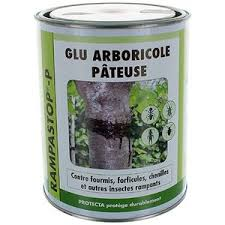 GLU ARBORICOLE
PÂTEUSE
RAMPASTOP-P
Contre fourmis, forficules, chenilles
et autres insectes rampants
PROTECTA protège durablement